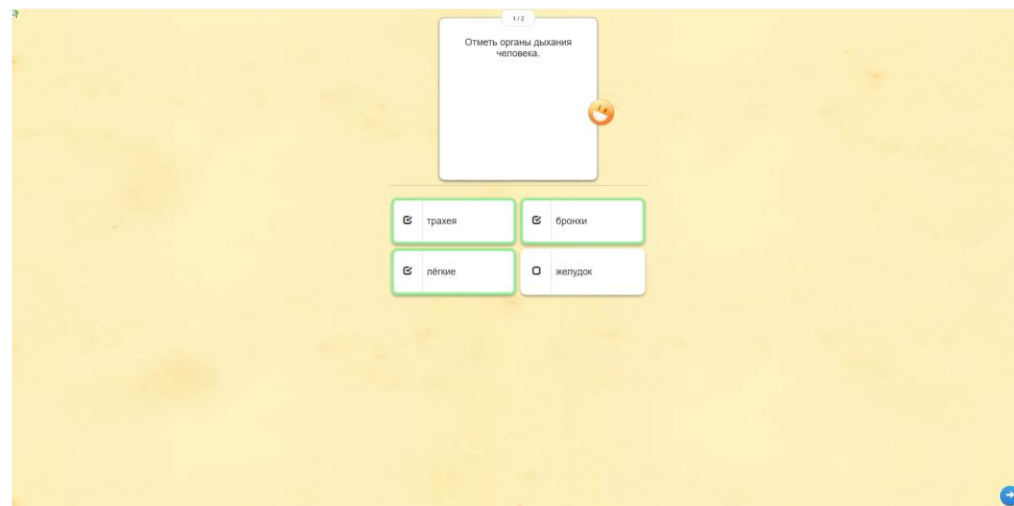 1 / 2
Отметь органы дыхания
человека.
трахея
бронхи
лёгкие
желудок